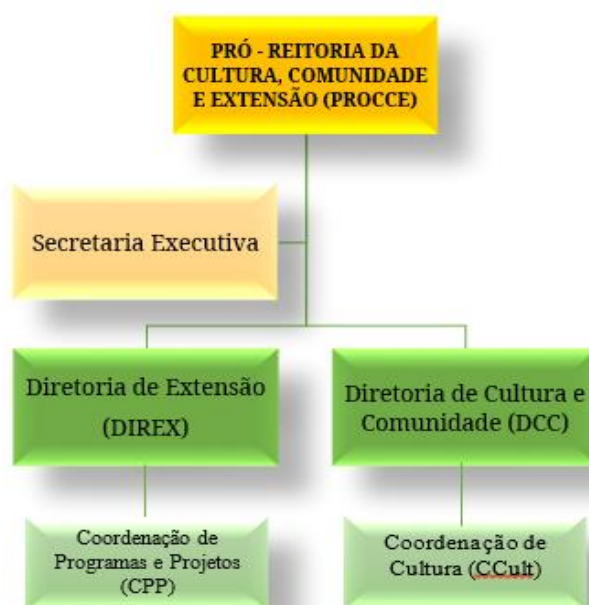 PRÓ - REITORIA DA
CULTURA, COMUNIDADE
E EXTENSÃO (PROCCE)
Secretaria Executiva
Diretoria de Extensão
(DIREX)
Diretoria de Cultura e
Comunidade (DCC)
Coordenação de
Programas e Projetos
(CPP)
Coordenação de
Cultura (CCult)